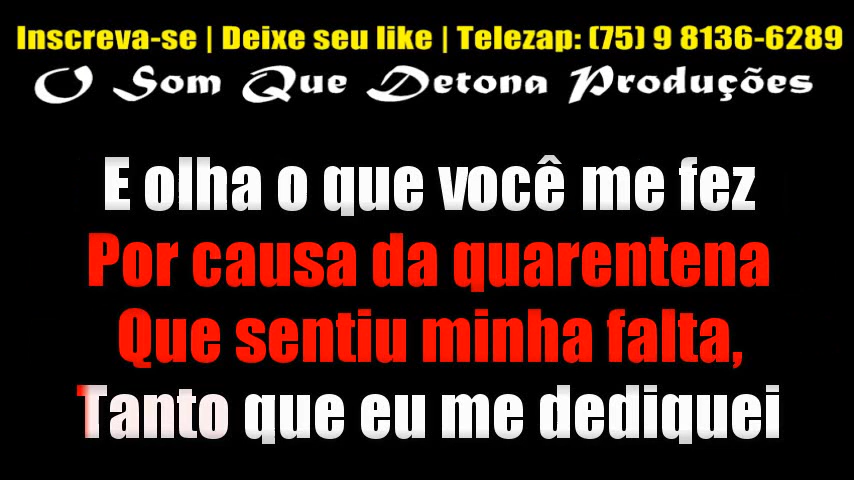 Inscreva-se | Deixe seu like | Telezap: (75) 9 8136-6289
O Som Que Detona Produções
E olha o que você me fez
Por causa da quarentena
Que sentiu minha falta,
Tanto que eu me dediquei